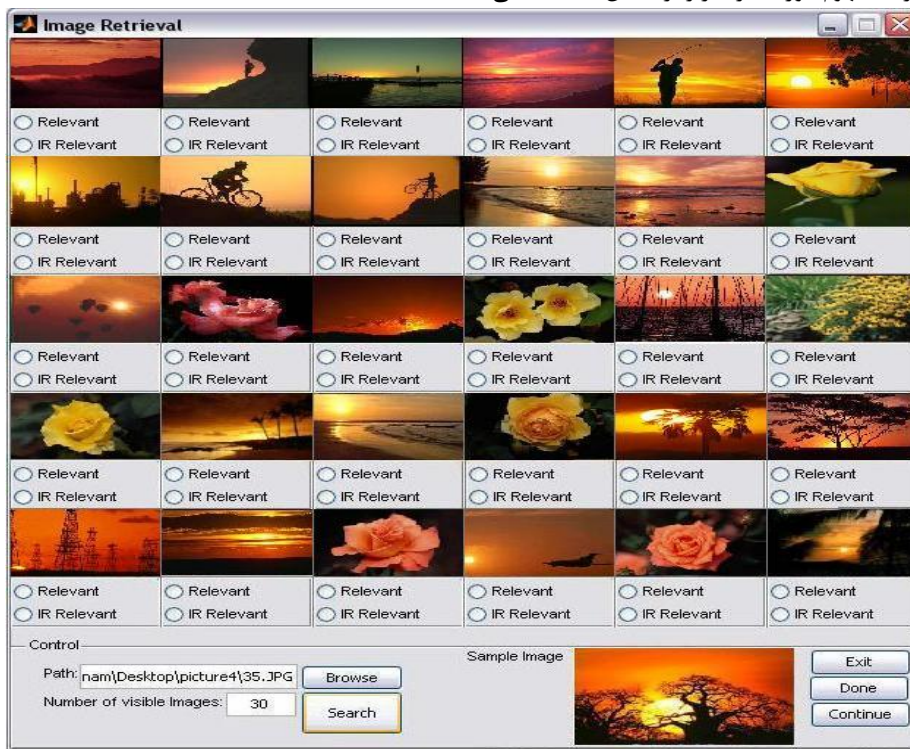 Image Retrieval
Relevant Relevant Relevant Relevant Relevant Relevant
IR Relevant IR Relevant IR Relevant IR Relevant IR Relevant IR Relevant
Relevant Relevant Relevant Relevant Relevant Relevant
IR Relevant IR Relevant IR Relevant IR Relevant IR Relevant IR Relevant
Relevant Relevant Relevant Relevant Relevant Relevant
IR Relevant IR Relevant IR Relevant IR Relevant IR Relevant IR Relevant
Relevant Relevant Relevant Relevant Relevant Relevant
IR Relevant IR Relevant IR Relevant IR Relevant IR Relevant IR Relevant
Relevant Relevant Relevant Relevant Relevant Relevant
IR Relevant IR Relevant IR Relevant IR Relevant IR Relevant IR Relevant
Control
Path: nam\Desktop\picture4\35.JPG Browse
Number of visible Images: 30 Search
Sample Image
Exit
Done
Continue